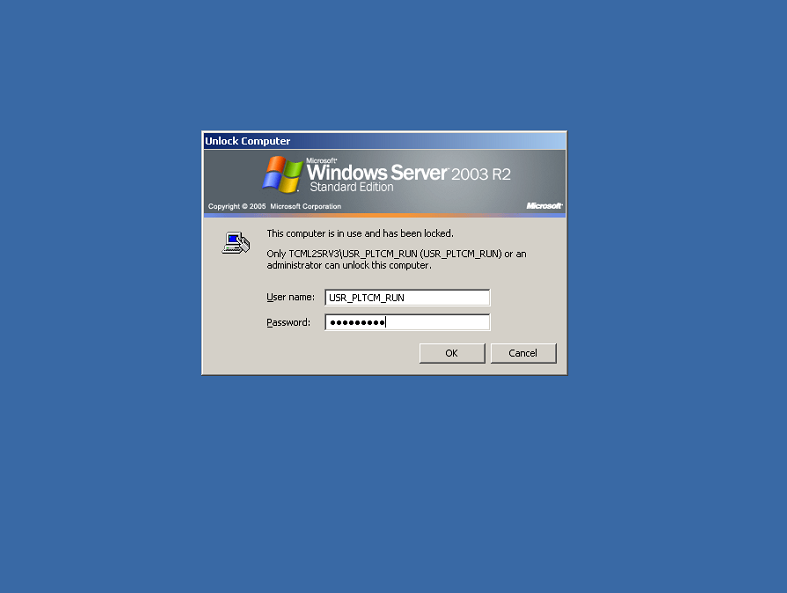 Unlock Computer
Microsoft®
Windows Server 2003 R2
Standard Edition
Copyright © 2005 Microsoft Corporation
Microsoft®
This computer is in use and has been locked.
Only TCML2SRV3\USR_PLTCM_RUN (USR_PLTCM_RUN) or an
administrator can unlock this computer.
User name: USR_PLTCM_RUN
Password: ●●●●●●●●●
OK Cancel